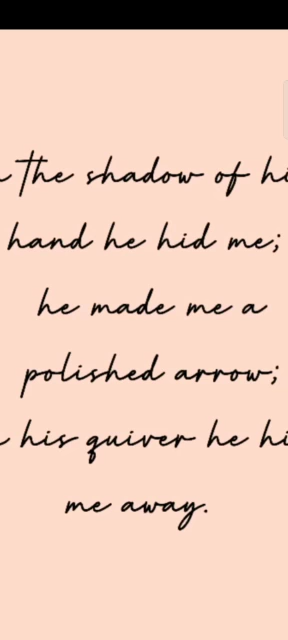 the shadow of
hand he hid me;
he made me a
polished arrow;
his quiver he
me away.